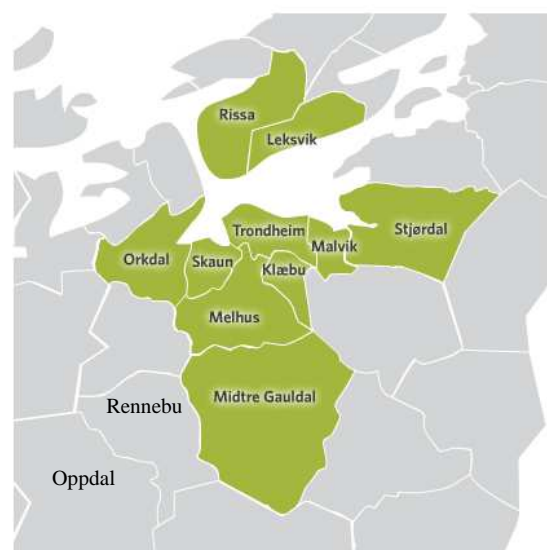 Rissa
Leksvik
Trondheim
Stjørdal
Malvik
Orkdal
Skaun
Klæbu
Melhus
Midtre Gauldal
Rennebu
Oppdal